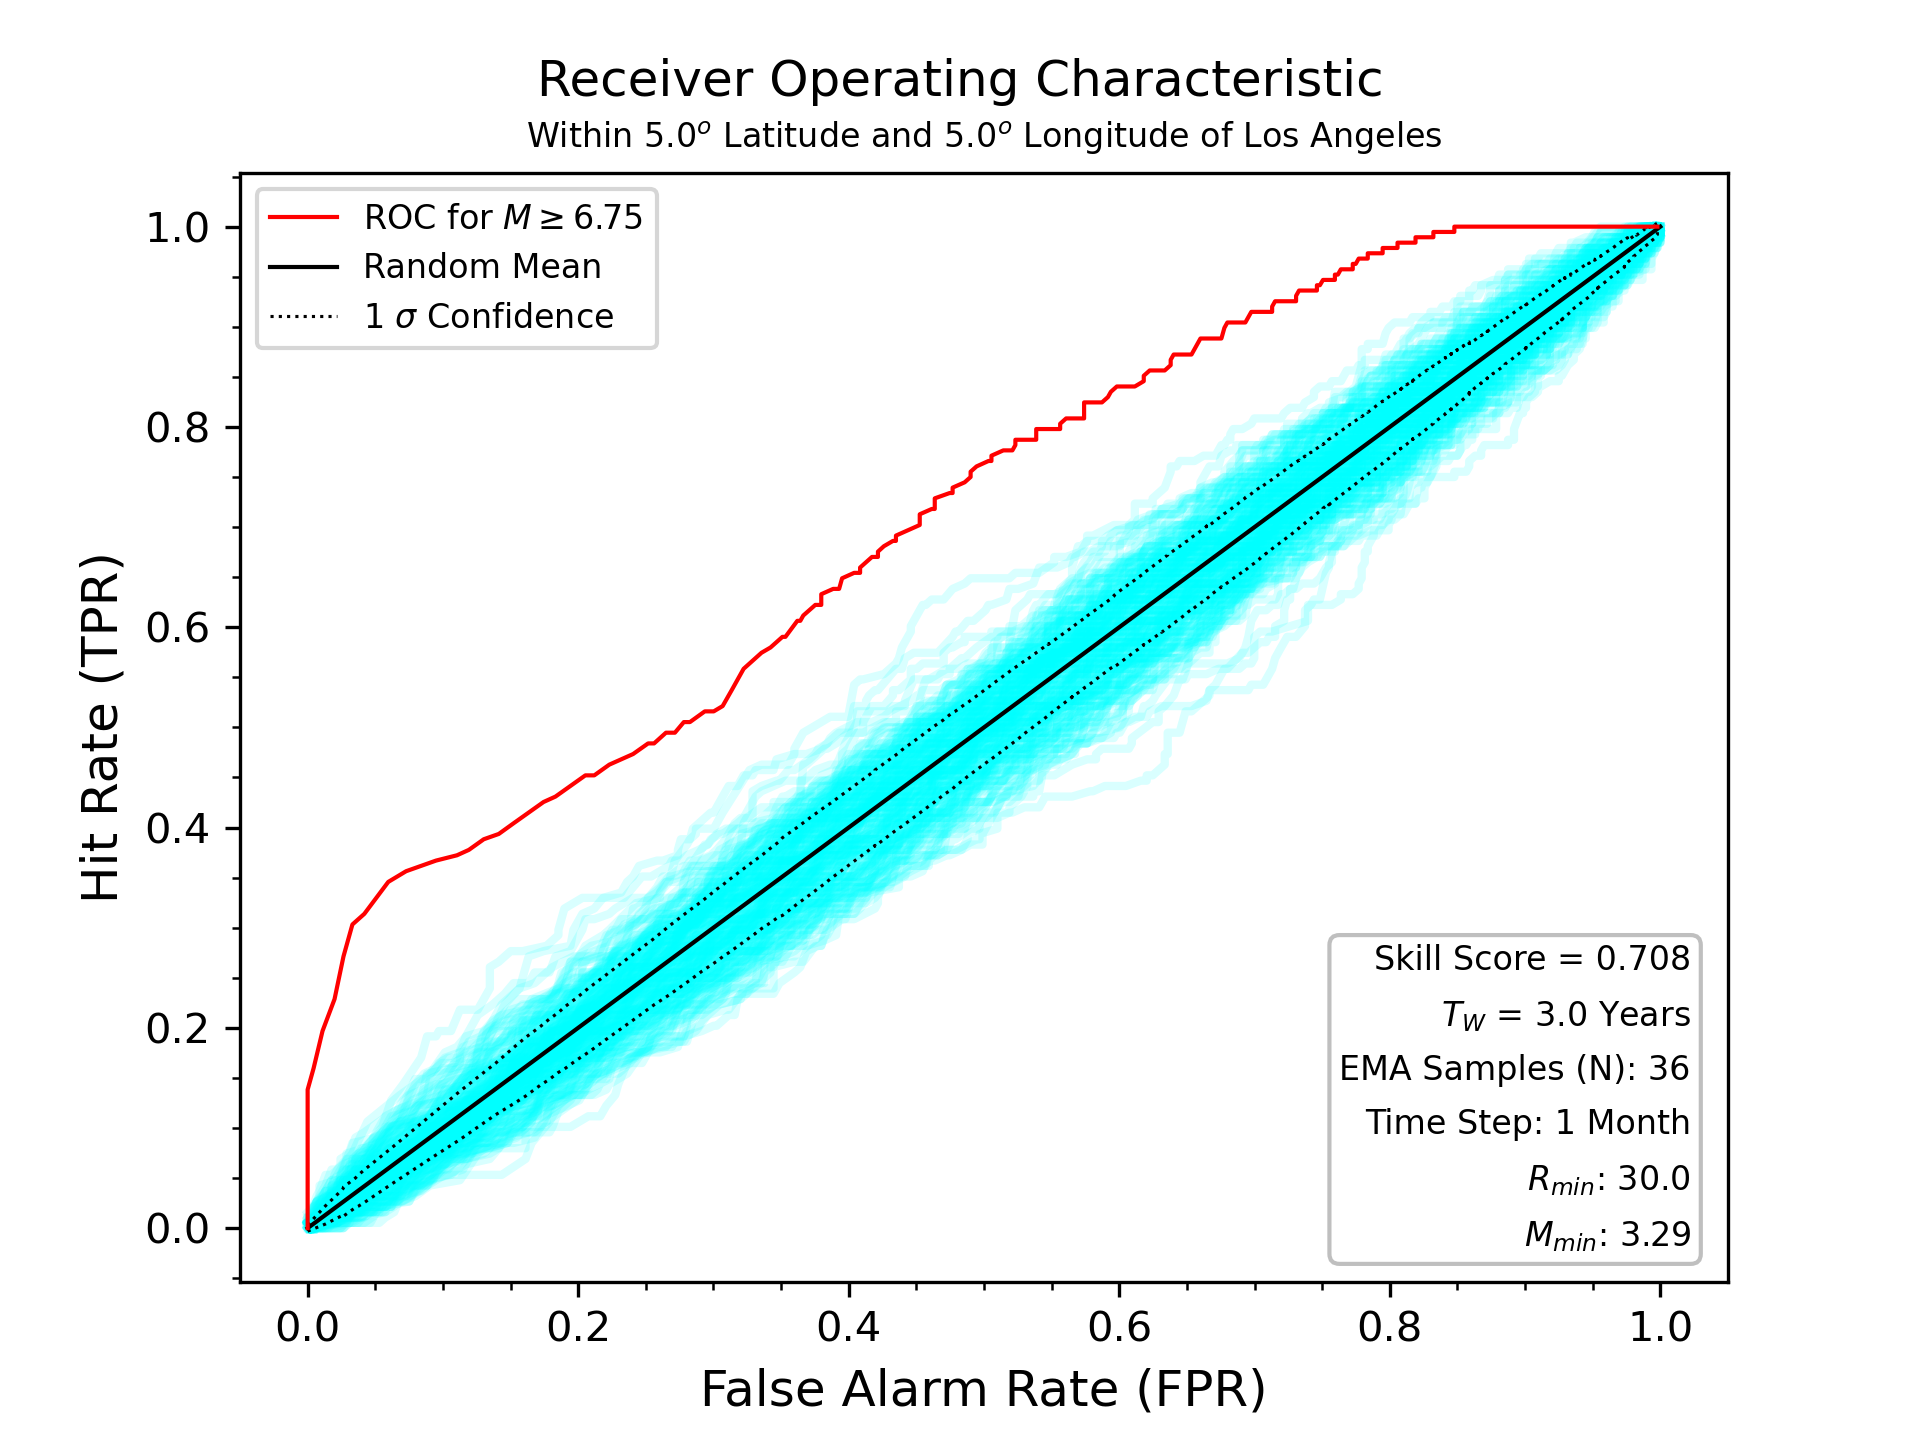 Receiver Operating Characteristic
Within 5.0° Latitude and 5.0° Longitude of Los Angeles
ROC for M ≥ 6.75
Random Mean
1 σ Confidence
1.0
0.8
0.6
0.4
0.2
0.0
Hit Rate (TPR)
Skill Score = 0.708
T_W = 3.0 Years
EMA Samples (N): 36
Time Step: 1 Month
R_min: 30.0
M_min: 3.29
0.0 0.2 0.4 0.6 0.8 1.0
False Alarm Rate (FPR)